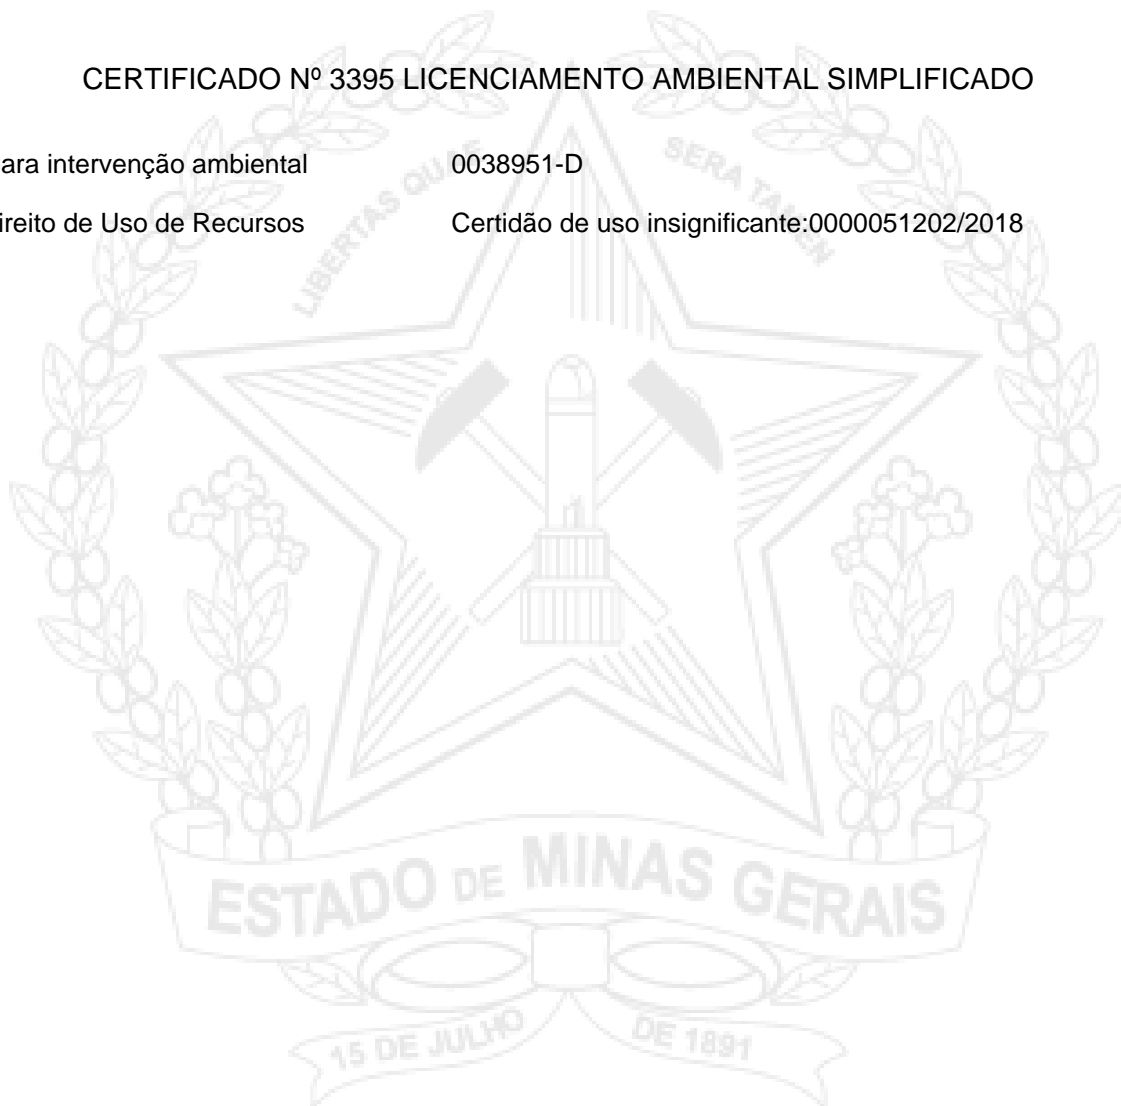 CERTIFICADO Nº 3395 LICENCIAMENTO AMBIENTAL SIMPLIFICADO
ara intervenção ambiental 0038951-D
ireito de Uso de Recursos Certidão de uso insignificante:0000051202/2018
LIBERTAS QUÆ SERA TAMEN
ESTADO DE MINAS GERAIS
15 DE JULHO DE 1891